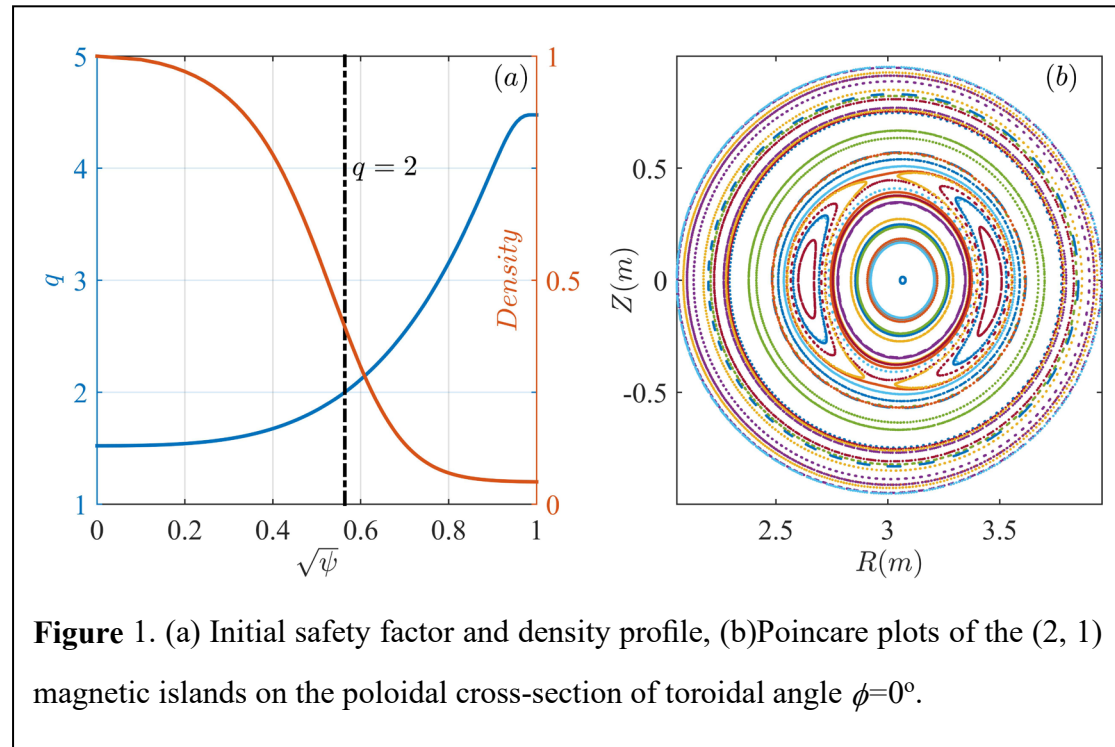 5
4
3
2
1
q
0
0.2
0.4
0.6
0.8
1
√ψ
1
0.5
0
Density
(a)
q = 2
(b)
0.5
0
-0.5
Z(m)
2.5
3
3.5
R(m)
Figure 1. (a) Initial safety factor and density profile, (b)Poincare plots of the (2, 1)
magnetic islands on the poloidal cross-section of toroidal angle ϕ=0º.